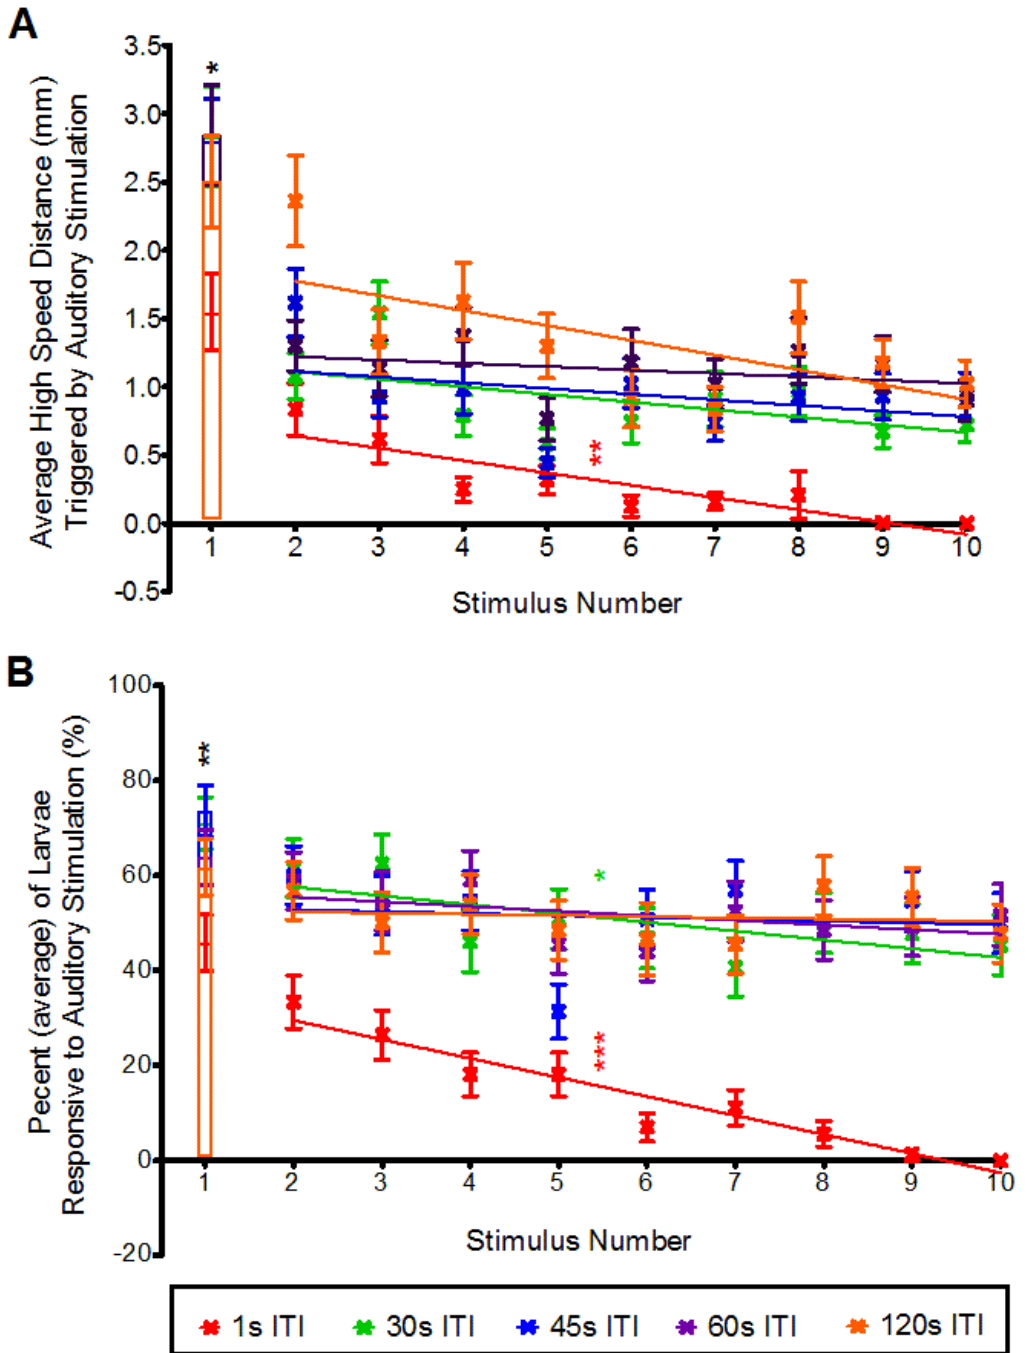 A
Average High Speed Distance (mm)
Triggered by Auditory Stimulation
3.5
3.0
2.5
2.0
1.5
1.0
0.5
0.0
-0.5
*
**
1 2 3 4 5 6 7 8 9 10
Stimulus Number
B
Pecent (average) of Larvae
Responsive to Auditory Stimulation (%)
100
80
60
40
20
0
-20
**
*
***
1 2 3 4 5 6 7 8 9 10
Stimulus Number
1s ITI 30s ITI 45s ITI 60s ITI 120s ITI